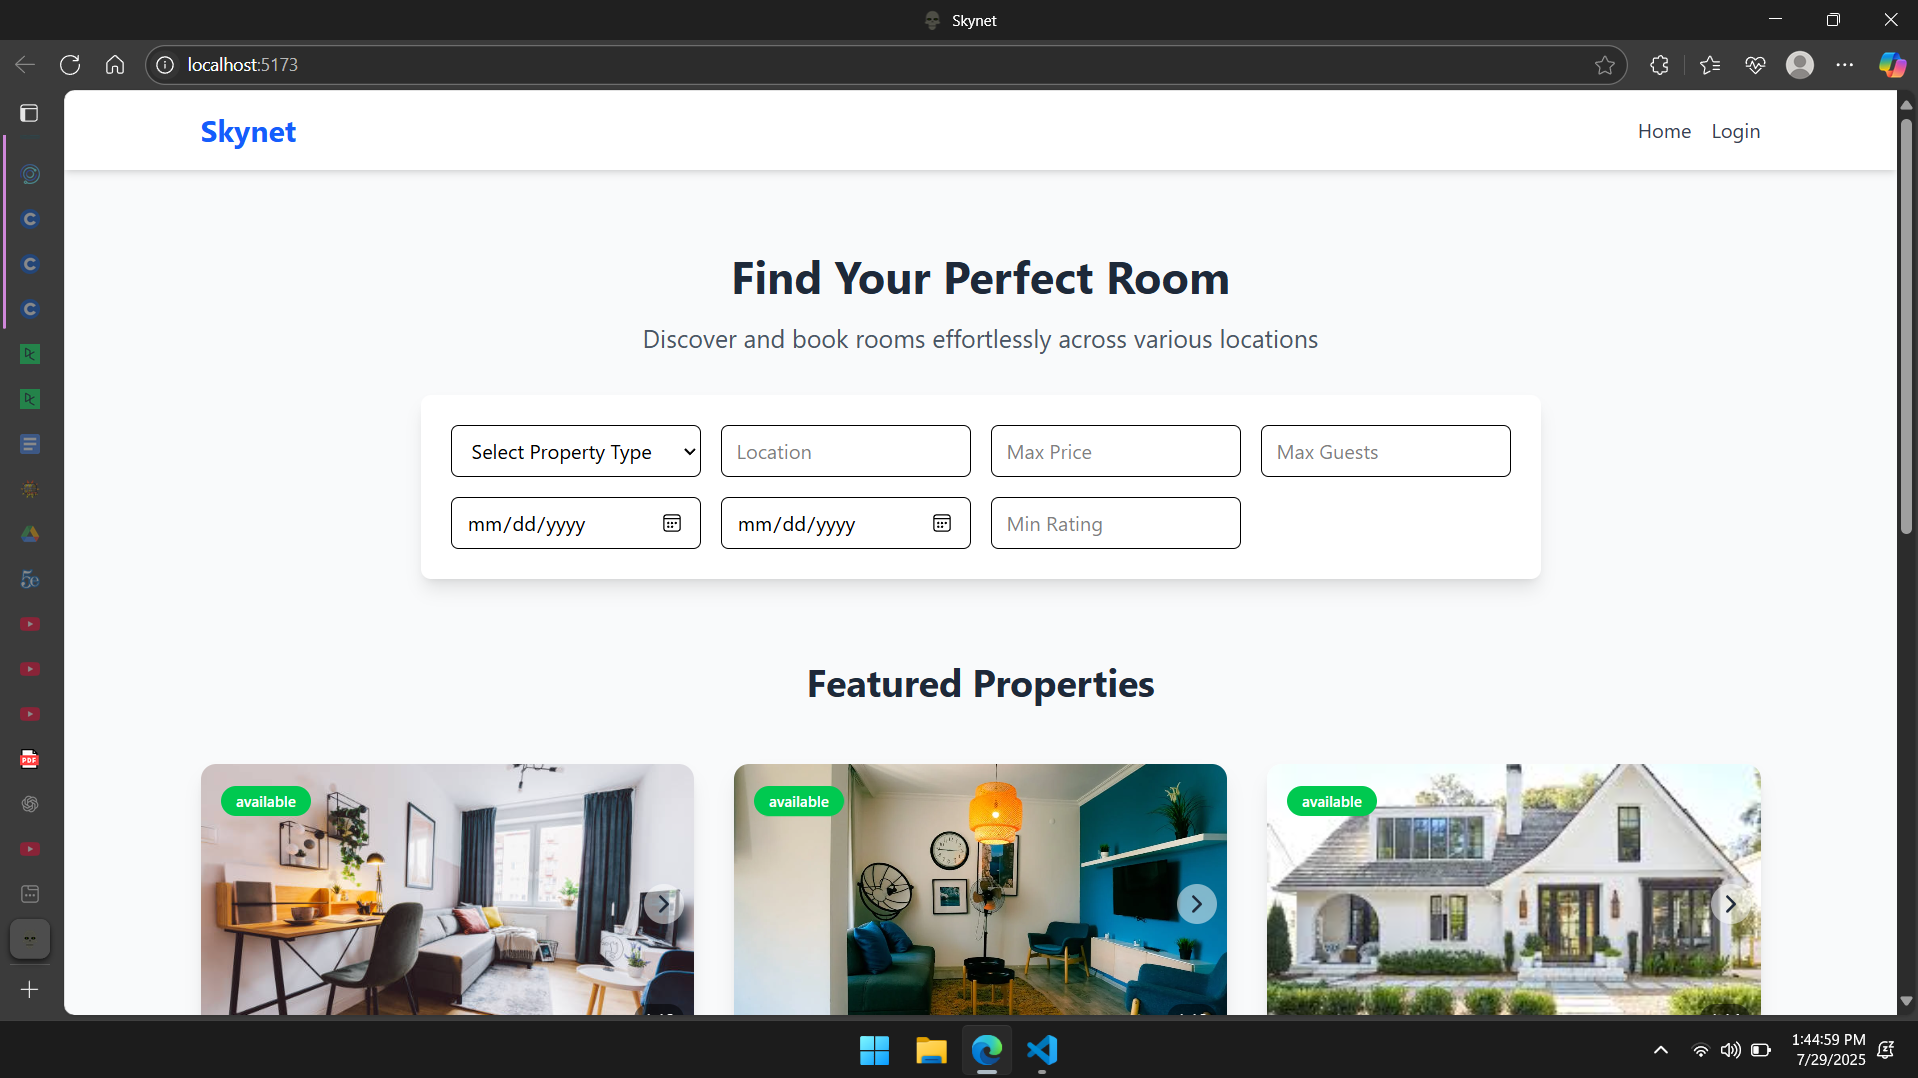 Skynet
localhost:5173
Skynet
Home Login
Find Your Perfect Room
Discover and book rooms effortlessly across various locations
Select Property Type Location Max Price Max Guests
mm/dd/yyyy mm/dd/yyyy Min Rating
Featured Properties
available available available
1:44:59 PM
7/29/2025